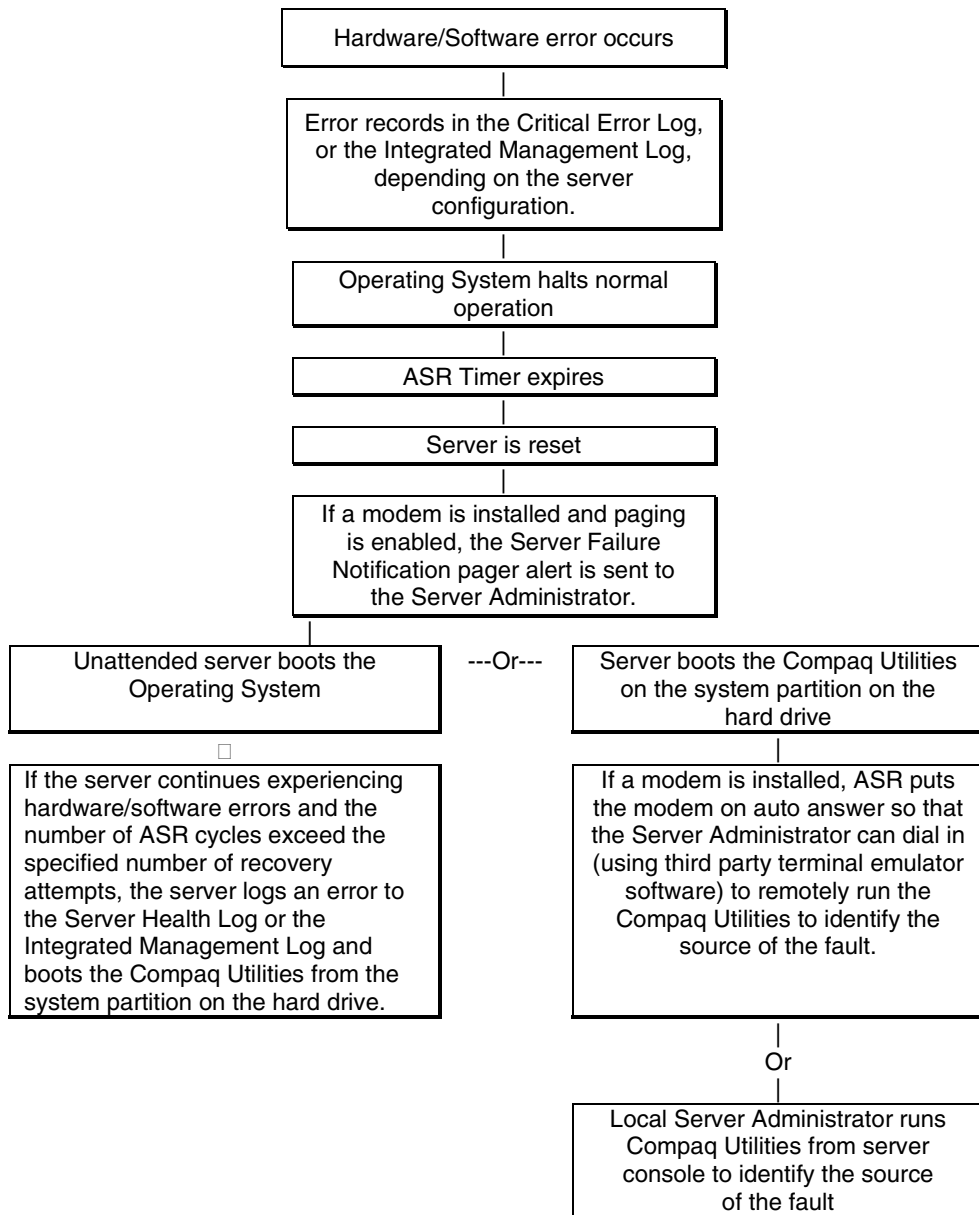 Hardware/Software error occurs
Error records in the Critical Error Log,
or the Integrated Management Log,
depending on the server
configuration.
Operating System halts normal
operation
ASR Timer expires
Server is reset
If a modem is installed and paging
is enabled, the Server Failure
Notification pager alert is sent to
the Server Administrator.
Unattended server boots the
Operating System
---Or---
Server boots the Compaq Utilities
on the system partition on the
hard drive
If the server continues experiencing
hardware/software errors and the
number of ASR cycles exceed the
specified number of recovery
attempts, the server logs an error to
the Server Health Log or the
Integrated Management Log and
boots the Compaq Utilities from the
system partition on the hard drive.
If a modem is installed, ASR puts
the modem on auto answer so that
the Server Administrator can dial in
(using third party terminal emulator
software) to remotely run the
Compaq Utilities to identify the
source of the fault.
Or
Local Server Administrator runs
Compaq Utilities from server
console to identify the source
of the fault